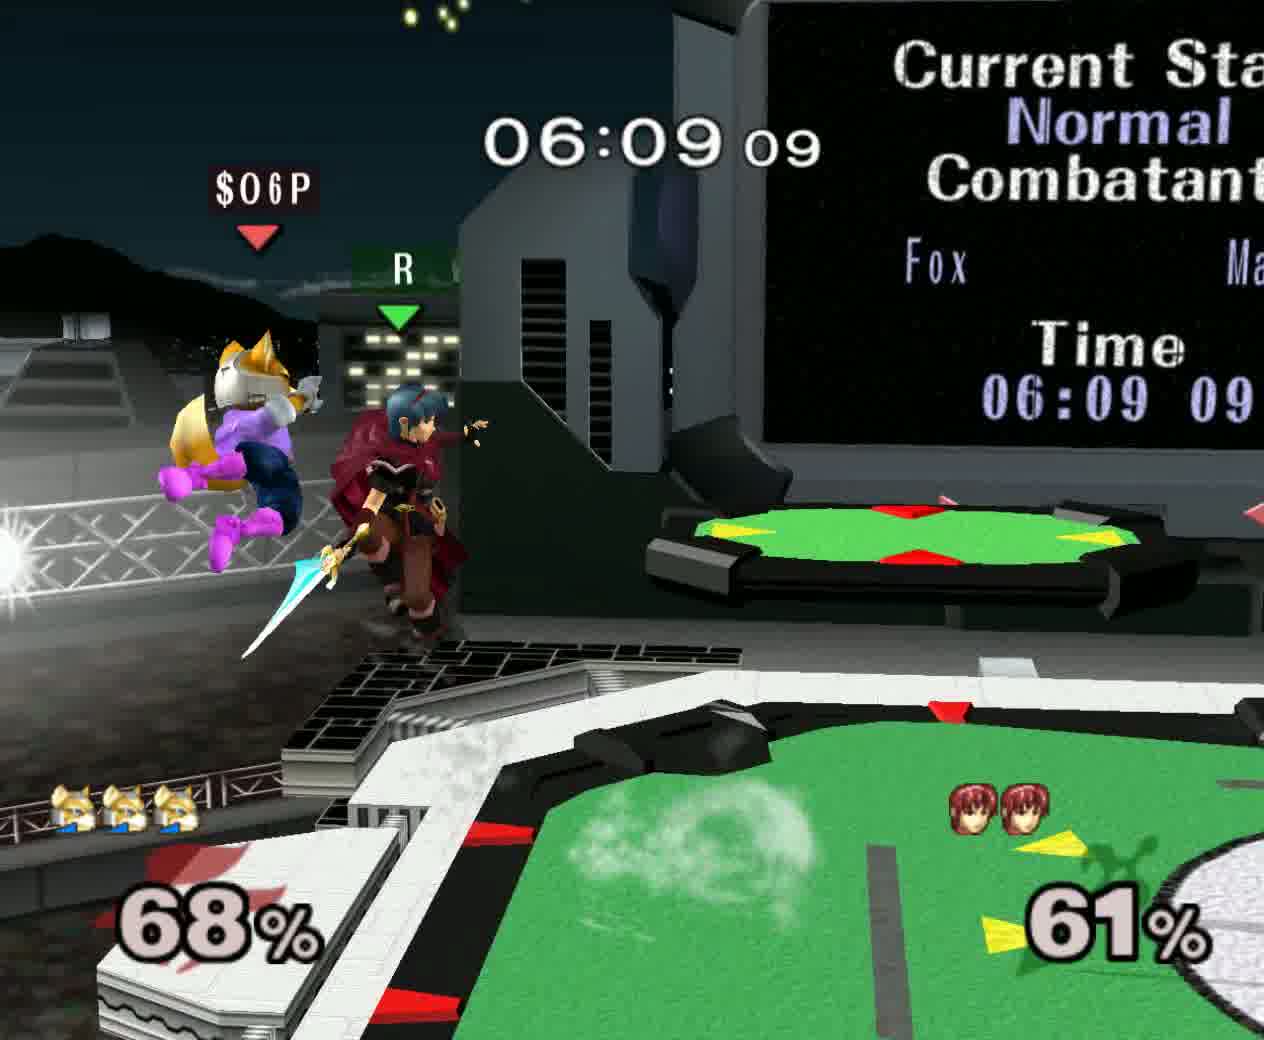 Current Sta
Normal
Combatant
Fox Ma
Time
06:09 09
06:09 09
$06P
R
68%
61%